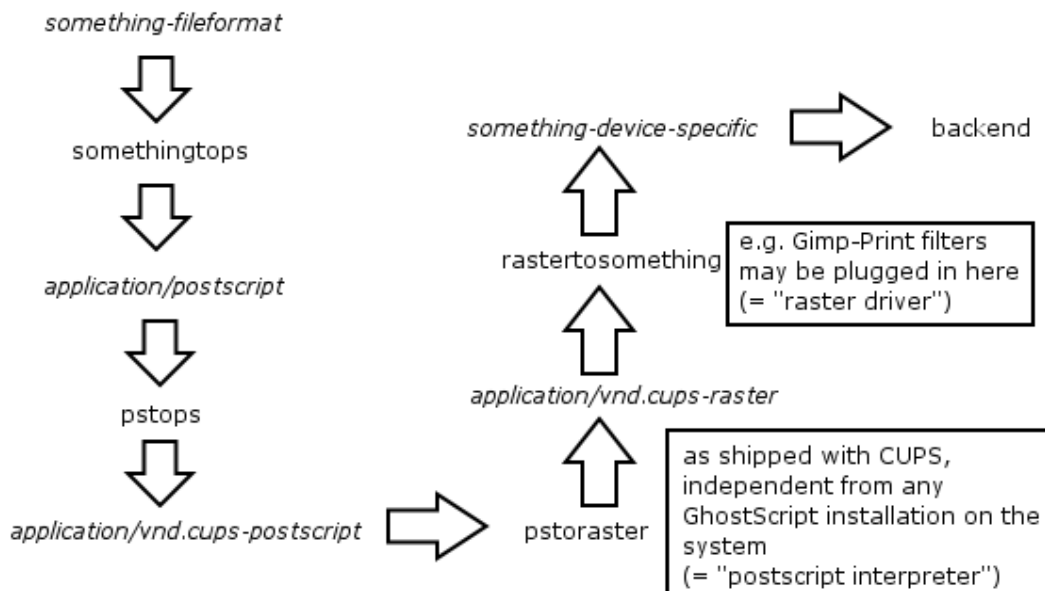 something-fileformat
somethingtops
application/postscript
pstops
application/vnd.cups-postscript
pstoraster
as shipped with CUPS,
independent from any
GhostScript installation on the
system
(= "postscript interpreter")
application/vnd.cups-raster
rastertosomething
e.g. Gimp-Print filters
may be plugged in here
(= "raster driver")
something-device-specific
backend